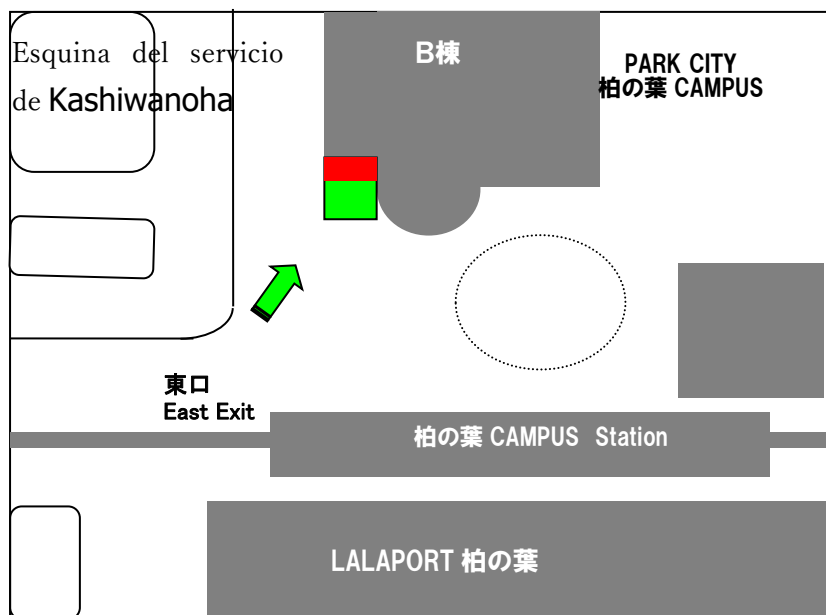 Esquina del servicio
de Kashiwanoha
B棟
PARK CITY
柏の葉 CAMPUS
東口
East Exit
柏の葉 CAMPUS Station
LALAPORT 柏の葉